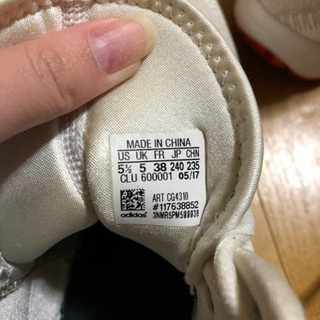 MADE IN CHINA
US UK FR JP CHN
5½ 5 38 240 235
CLU 600001 05/17
ART CG4310
#117638852
adidas